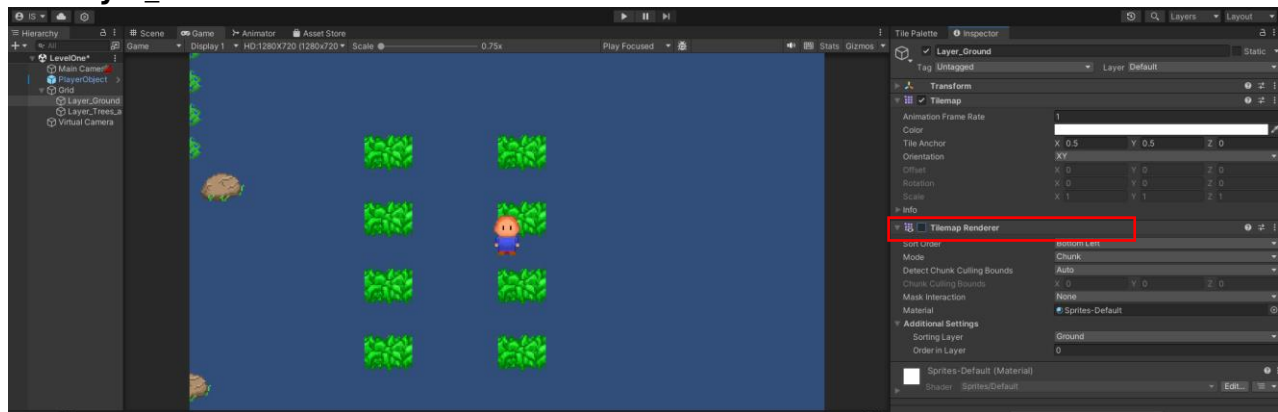 IS
Layers
Layout
Hierarchy
Scene
Game
Animator
Asset Store
Tile Palette
Inspector
All
Game
Display 1
HD:1280X720 (1280x720)
Scale
0.75x
Play Focused
Stats
Gizmos
Layer_Ground
Static
LevelOne*
Main Camera
Tag Untagged
Layer Default
PlayerObject
Grid
Transform
Layer_Ground
Tilemap
Layer_Trees_a
Virtual Camera
Animation Frame Rate 1
Color
Tile Anchor X 0.5 Y 0.5 Z 0
Orientation XY
Offset X 0 Y 0 Z 0
Rotation X 0 Y 0 Z 0
Scale X 1 Y 1 Z 1
Info
Tilemap Renderer
Sort Order Bottom Left
Mode Chunk
Detect Chunk Culling Bounds Auto
Chunk Culling Bounds X 0 Y 0 Z 0
Mask Interaction None
Material Sprites-Default
Additional Settings
Sorting Layer Ground
Order in Layer 0
Sprites-Default (Material)
Shader Sprites/Default Edit...